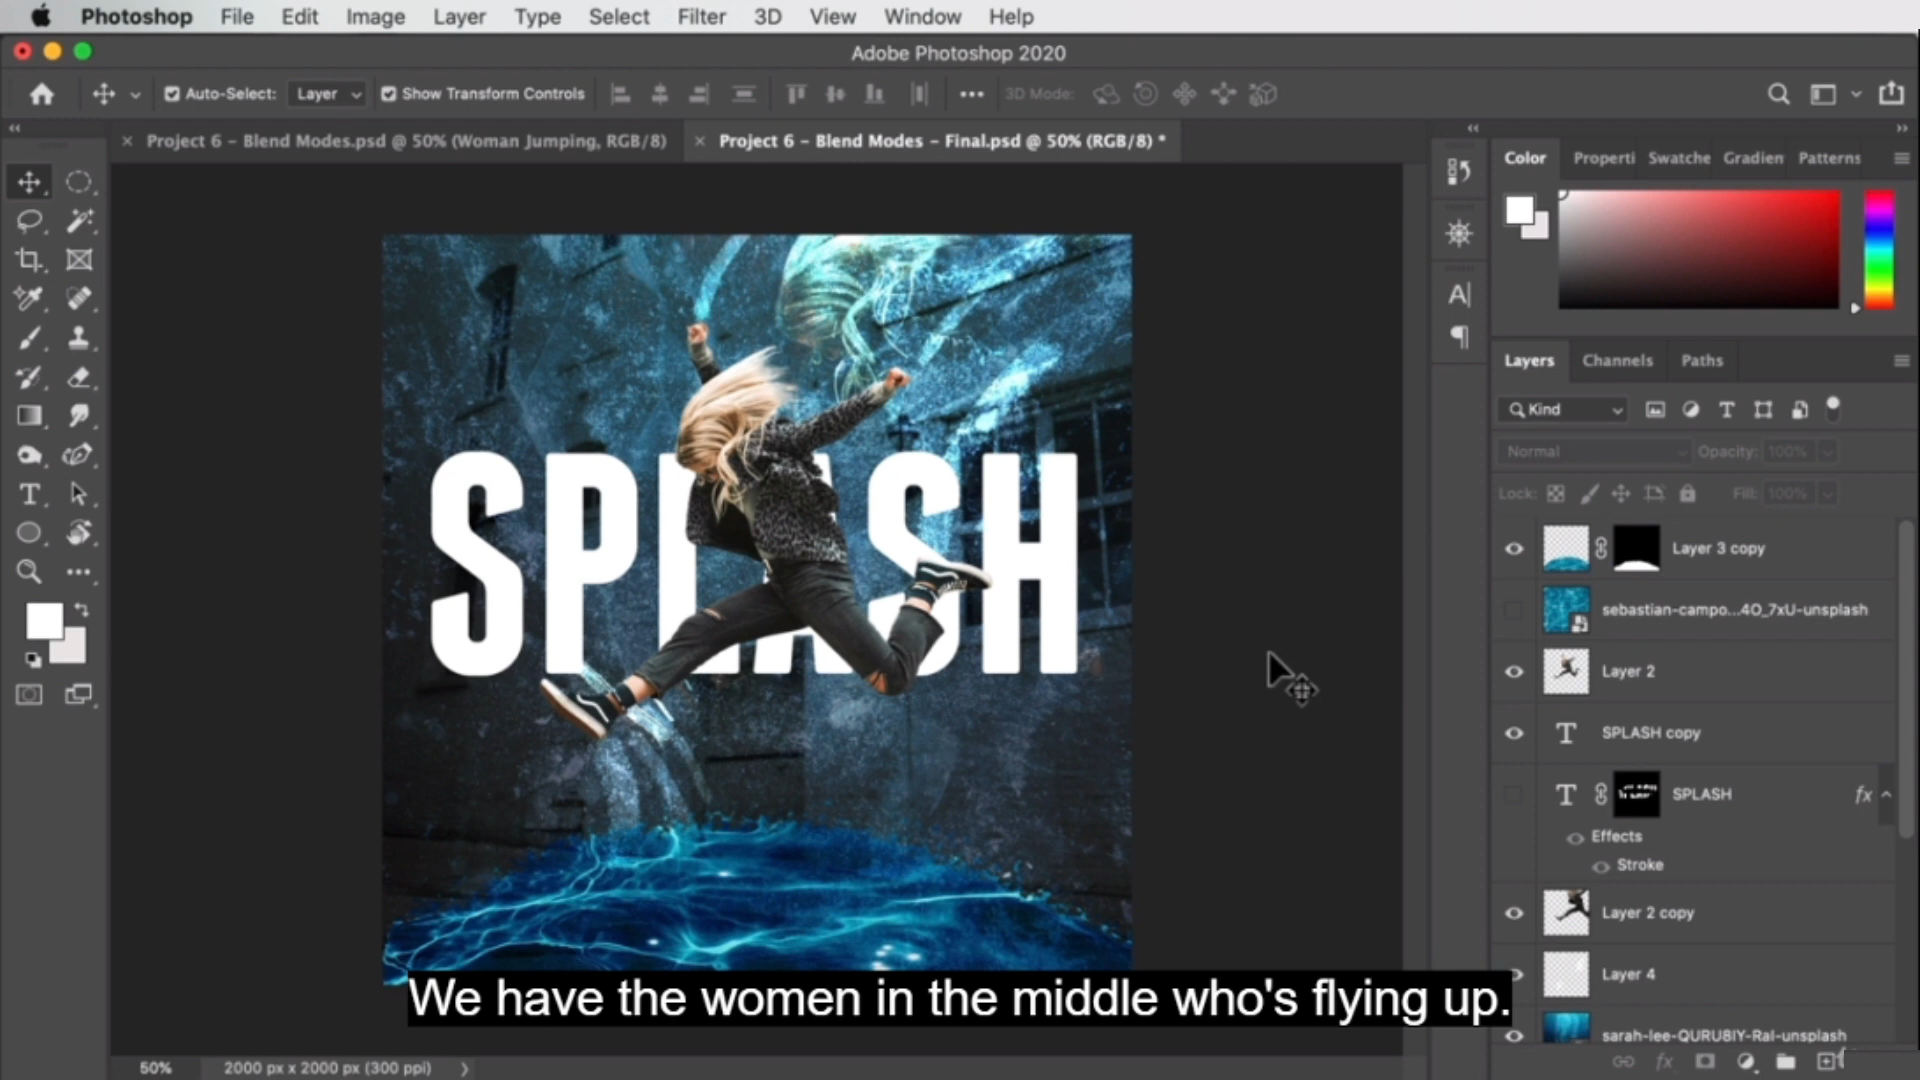 Photoshop File Edit Image Layer Type Select Filter 3D View Window Help
Adobe Photoshop 2020
Auto-Select: Layer Show Transform Controls 3D Mode:
Project 6 – Blend Modes.psd @ 50% (Woman Jumping, RGB/8) Project 6 – Blend Modes – Final.psd @ 50% (RGB/8) *
Color Properti Swatche Gradien Patterns
Layers Channels Paths
Kind
Normal Opacity: 100%
Lock: Fill: 100%
SPLASH
Layer 3 copy
sebastian-campo...4O_7xU-unsplash
Layer 2
SPLASH copy
SPLASH fx
Effects
Stroke
Layer 2 copy
Layer 4
sarah-lee-QURU8IY-RaI-unsplash
We have the women in the middle who's flying up.
50% 2000 px x 2000 px (300 ppi)